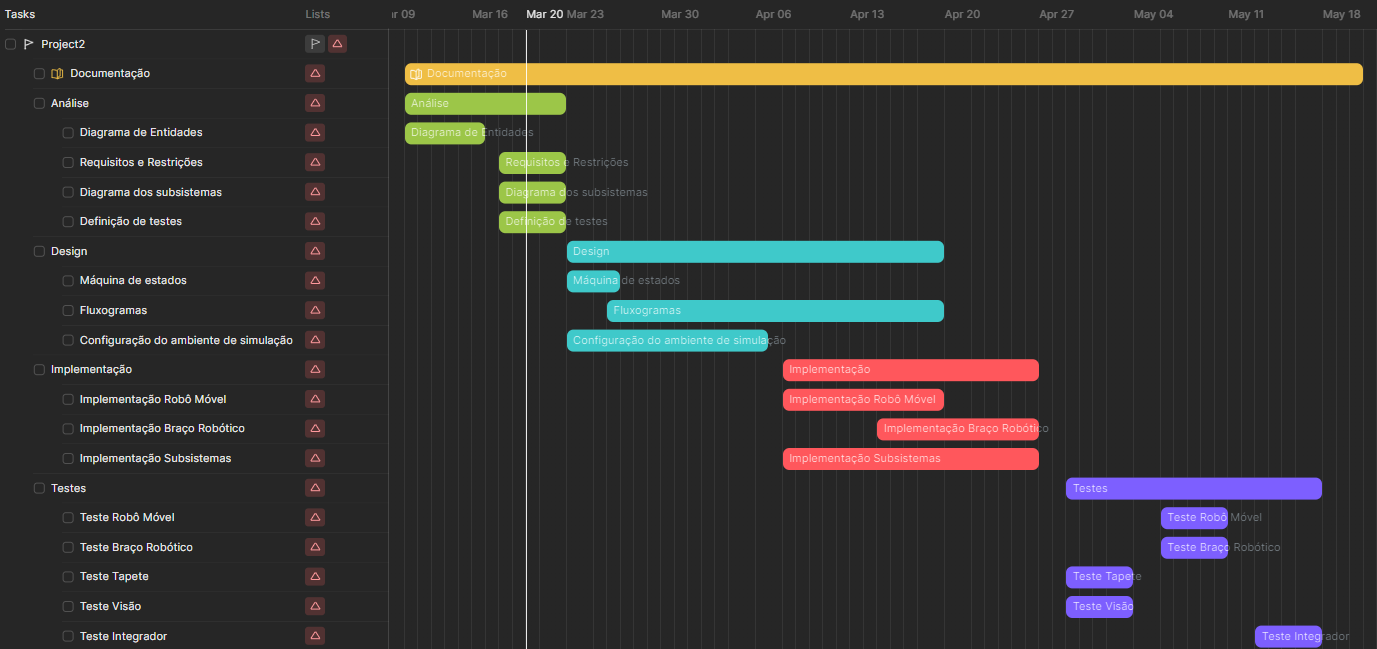 Tasks Lists ır 09 Mar 16 Mar 20 Mar 23 Mar 30 Apr 06 Apr 13 Apr 20 Apr 27 May 04 May 11 May 18
Project2
Documentação Documentação
Análise Análise
Diagrama de Entidades Diagrama de Entidades
Requisitos e Restrições Requisitos e Restrições
Diagrama dos subsistemas Diagrama dos subsistemas
Definição de testes Definição de testes
Design Design
Máquina de estados Máquina de estados
Fluxogramas Fluxogramas
Configuração do ambiente de simulação Configuração do ambiente de simulação
Implementação Implementação
Implementação Robô Móvel Implementação Robô Móvel
Implementação Braço Robótico Implementação Braço Robótico
Implementação Subsistemas Implementação Subsistemas
Testes Testes
Teste Robô Móvel Teste Robô Móvel
Teste Braço Robótico Teste Braço Robótico
Teste Tapete Teste Tapete
Teste Visão Teste Visão
Teste Integrador Teste Integrador